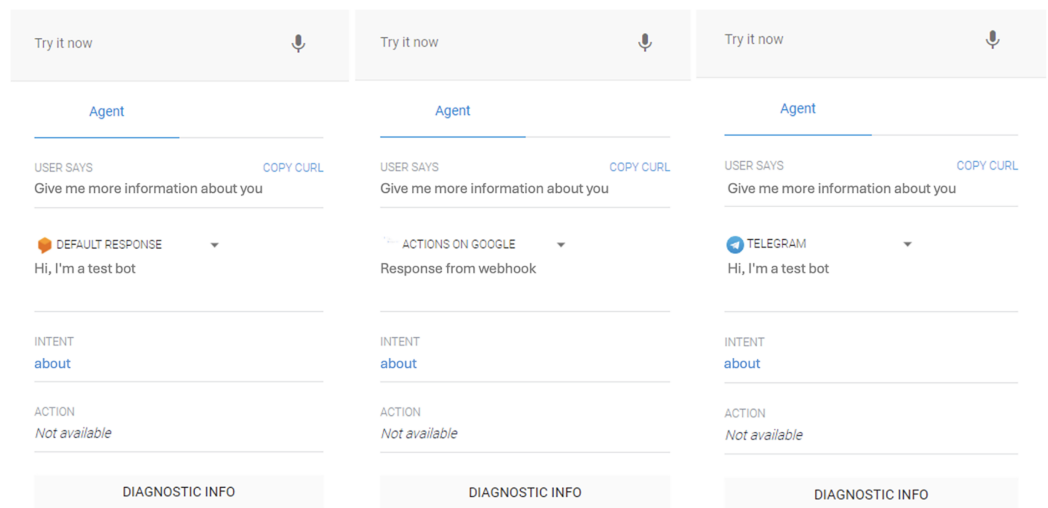 Try it now
Agent
USER SAYS COPY CURL
Give me more information about you
DEFAULT RESPONSE
Hi, I'm a test bot
INTENT
about
ACTION
Not available
DIAGNOSTIC INFO
Try it now
Agent
USER SAYS COPY CURL
Give me more information about you
ACTIONS ON GOOGLE
Response from webhook
INTENT
about
ACTION
Not available
DIAGNOSTIC INFO
Try it now
Agent
USER SAYS COPY CURL
Give me more information about you
TELEGRAM
Hi, I'm a test bot
INTENT
about
ACTION
Not available
DIAGNOSTIC INFO